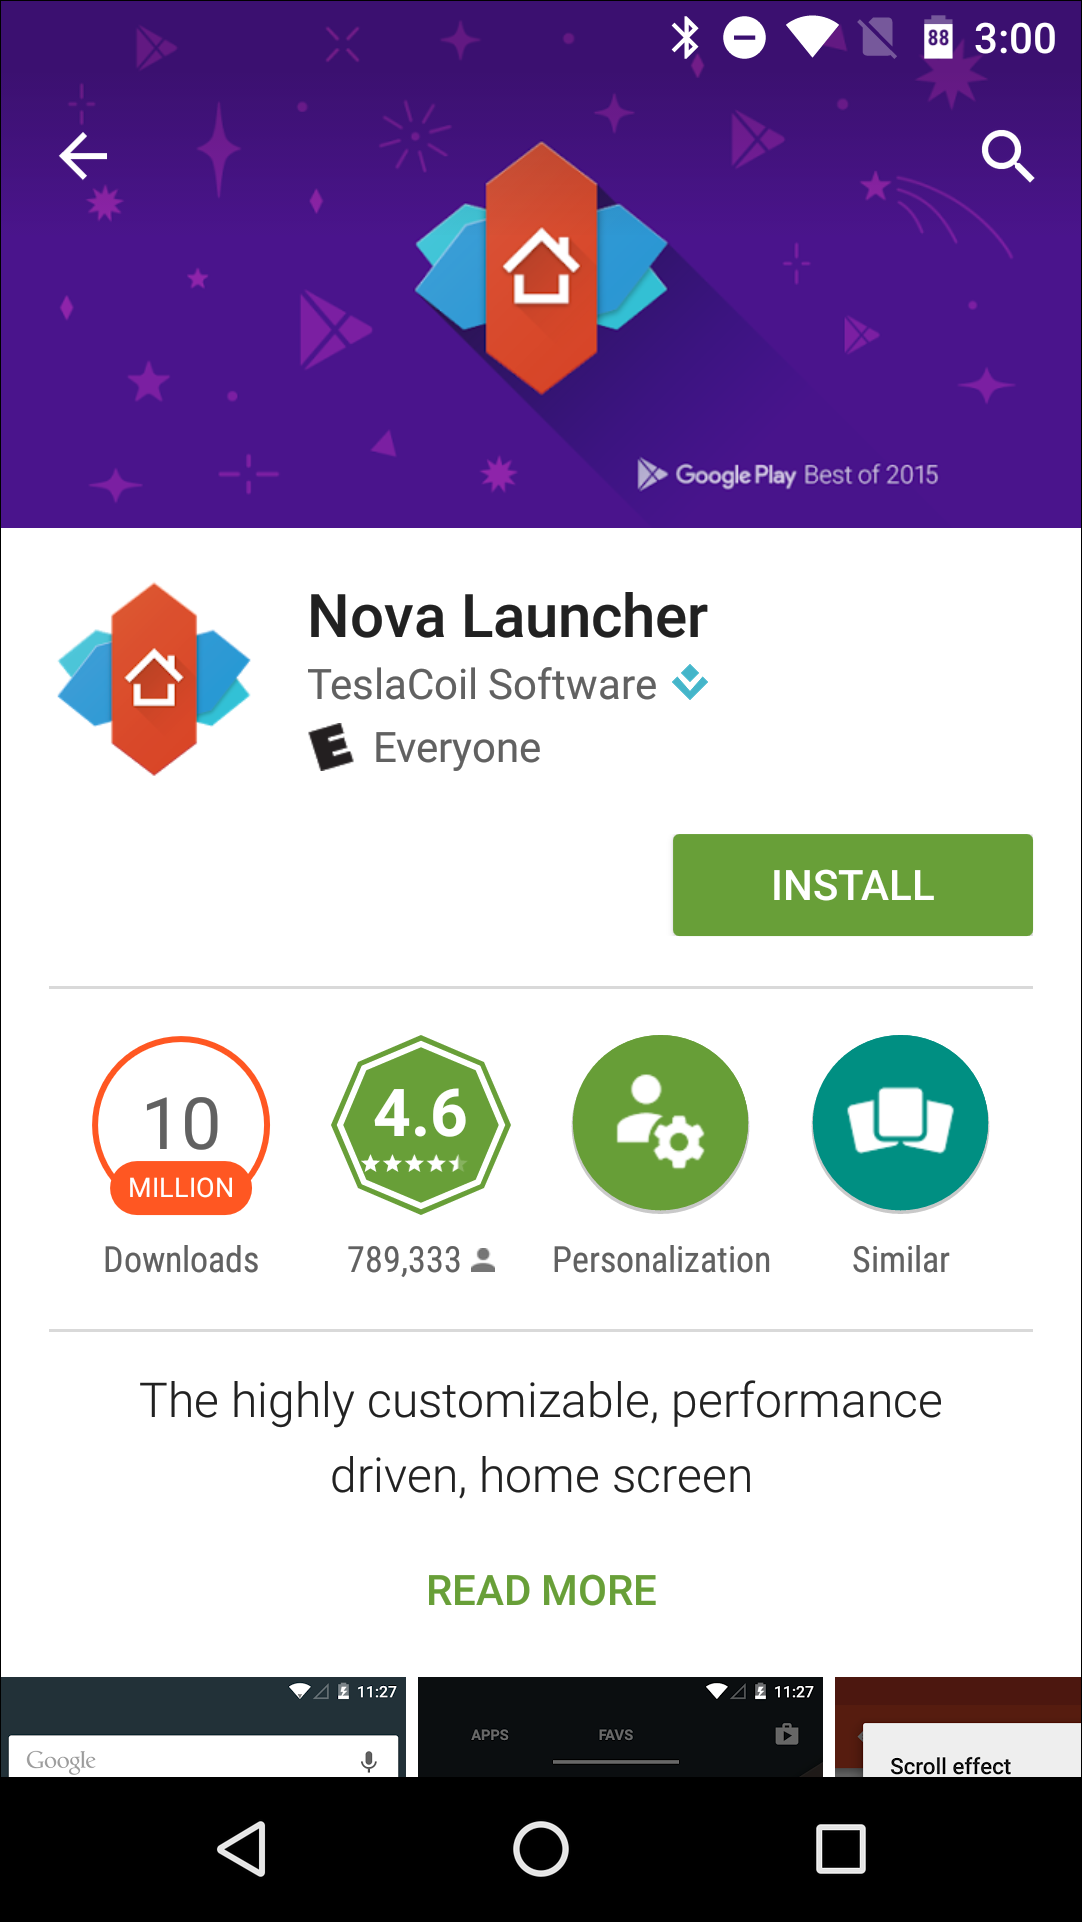 88 3:00
Google Play Best of 2015
Nova Launcher
TeslaCoil Software
E Everyone
INSTALL
10
MILLION
4.6
Downloads
789,333
Personalization
Similar
The highly customizable, performance
driven, home screen
READ MORE
11:27
Google
11:27
APPS FAVS
Scroll effect